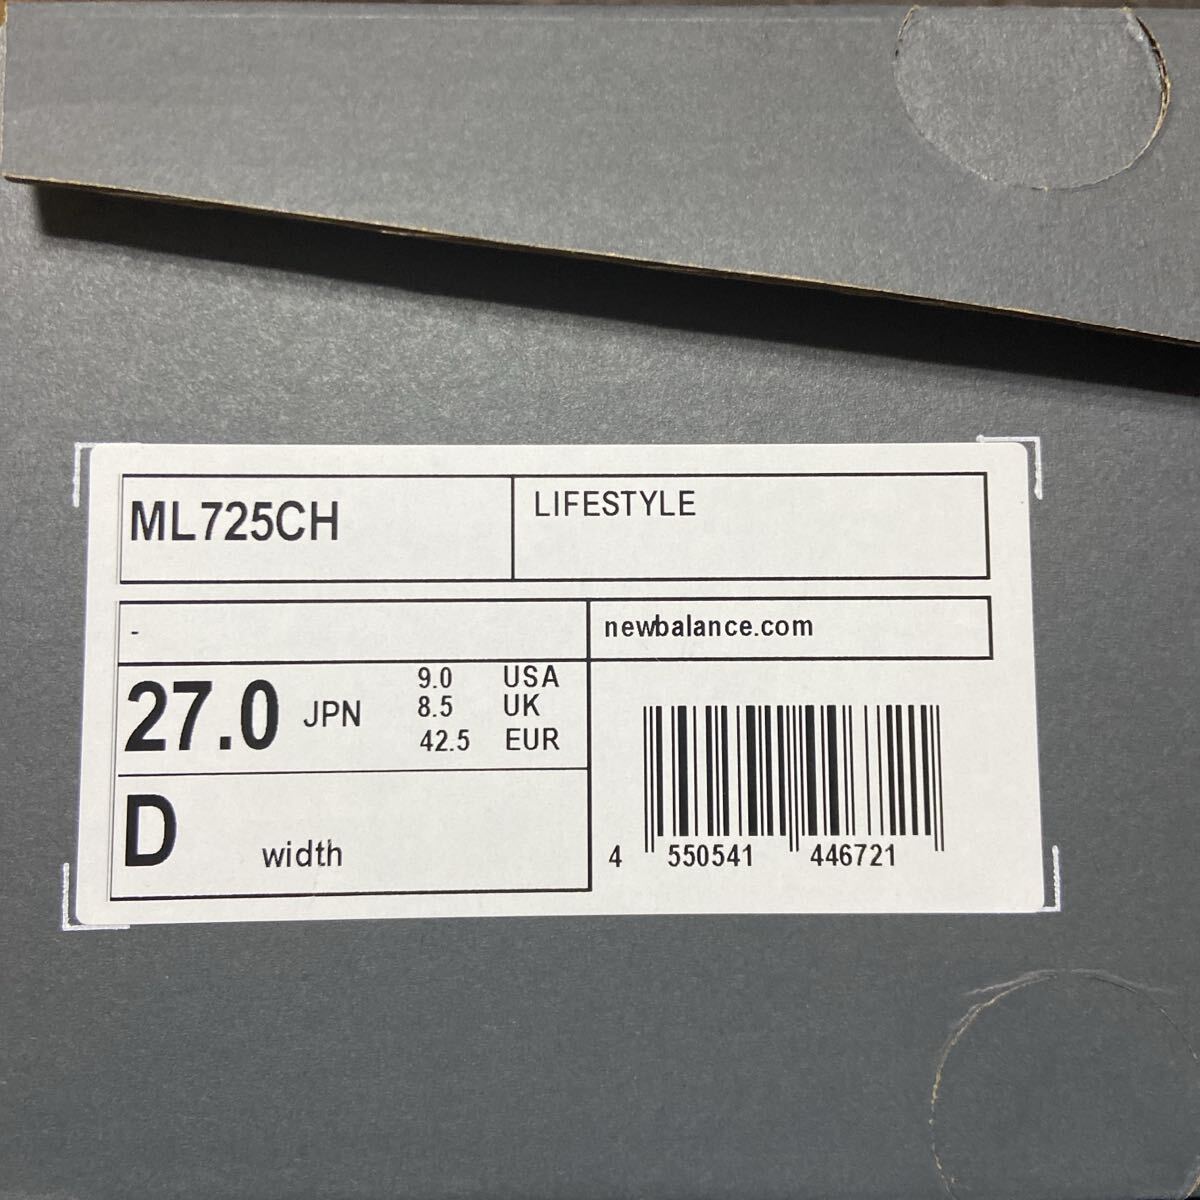 ML725CH
LIFESTYLE
-
newbalance.com
27.0 JPN
9.0 USA
8.5 UK
42.5 EUR
D width
4 550541 446721